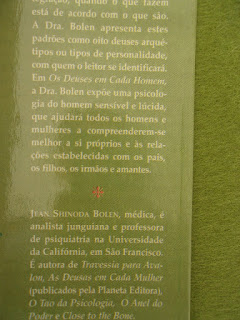 ligação, quando o que fazem
está de acordo com o que são.
A Dra. Bolen apresenta estes
padrões como oito deuses arqué-
tipos ou tipos de personalidade,
com quem o leitor se identificará.
Em Os Deuses em Cada Homem,
a Dra. Bolen expõe uma psicolo-
gia do homem sensível e lúcida,
que ajudará todos os homens e
mulheres a compreenderem-se
melhor a si próprios e às rela-
ções estabelecidas com os pais,
os filhos, os irmãos e amantes.
JEAN SHINODA BOLEN, médica, é
analista junguiana e professora
de psiquiatria na Universidade
da Califórnia, em São Francisco.
É autora de Travessia para Ava-
lon, As Deusas em Cada Mulher
(publicados pela Planeta Editora),
O Tao da Psicologia, O Anel do
Poder e Close to the Bone.